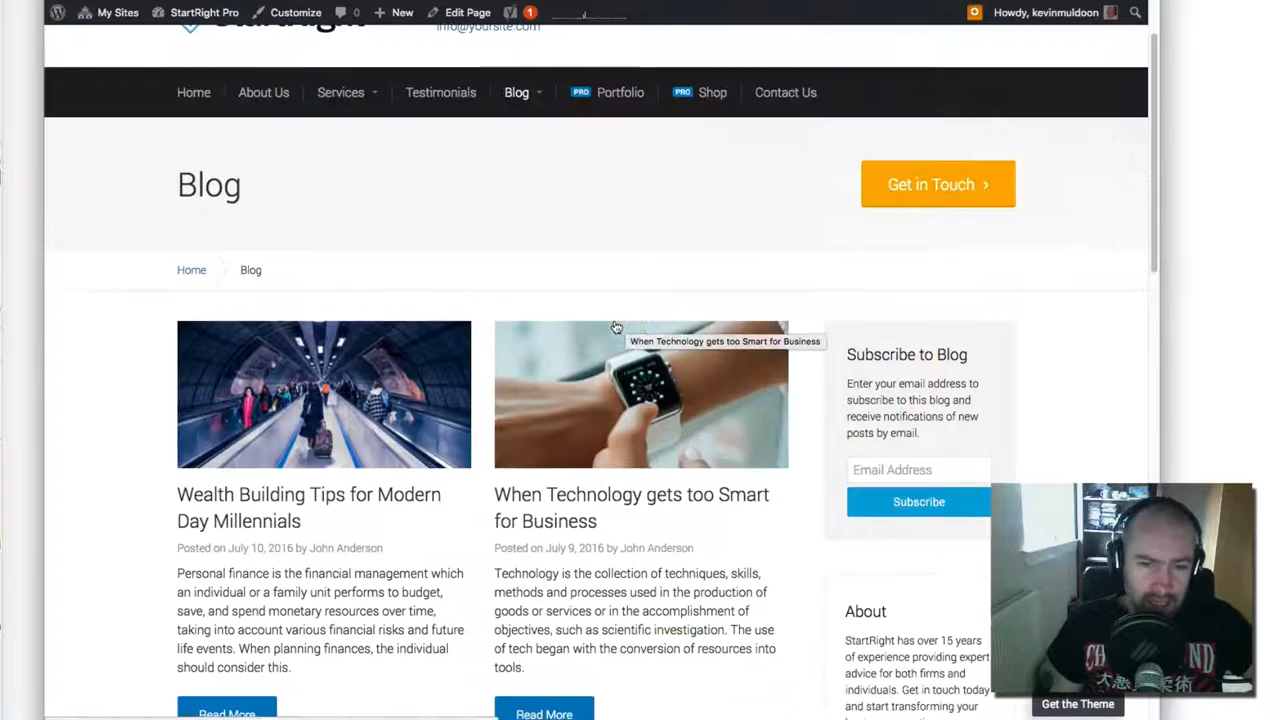 My Sites StartRight Pro Customize 0 New Edit Page 1 Howdy, kevinmuldoon
StartRight info@yoursite.com
Home About Us Services Testimonials Blog PRO Portfolio PRO Shop Contact Us
Blog
Get in Touch
Home Blog
When Technology gets too Smart for Business
Wealth Building Tips for Modern
Day Millennials
Posted on July 10, 2016 by John Anderson
Personal finance is the financial management which
an individual or a family unit performs to budget,
save, and spend monetary resources over time,
taking into account various financial risks and future
life events. When planning finances, the individual
should consider this.
Read More
When Technology gets too Smart
for Business
Posted on July 9, 2016 by John Anderson
Technology is the collection of techniques, skills,
methods and processes used in the production of
goods or services or in the accomplishment of
objectives, such as scientific investigation. The use
of tech began with the conversion of resources into
tools.
Read More
Subscribe to Blog
Enter your email address to
subscribe to this blog and
receive notifications of new
posts by email.
Email Address
Subscribe
About
StartRight has over 15 years
of experience providing expert
advice for both firms and
individuals. Get in touch today
and start transforming your
Get the Theme